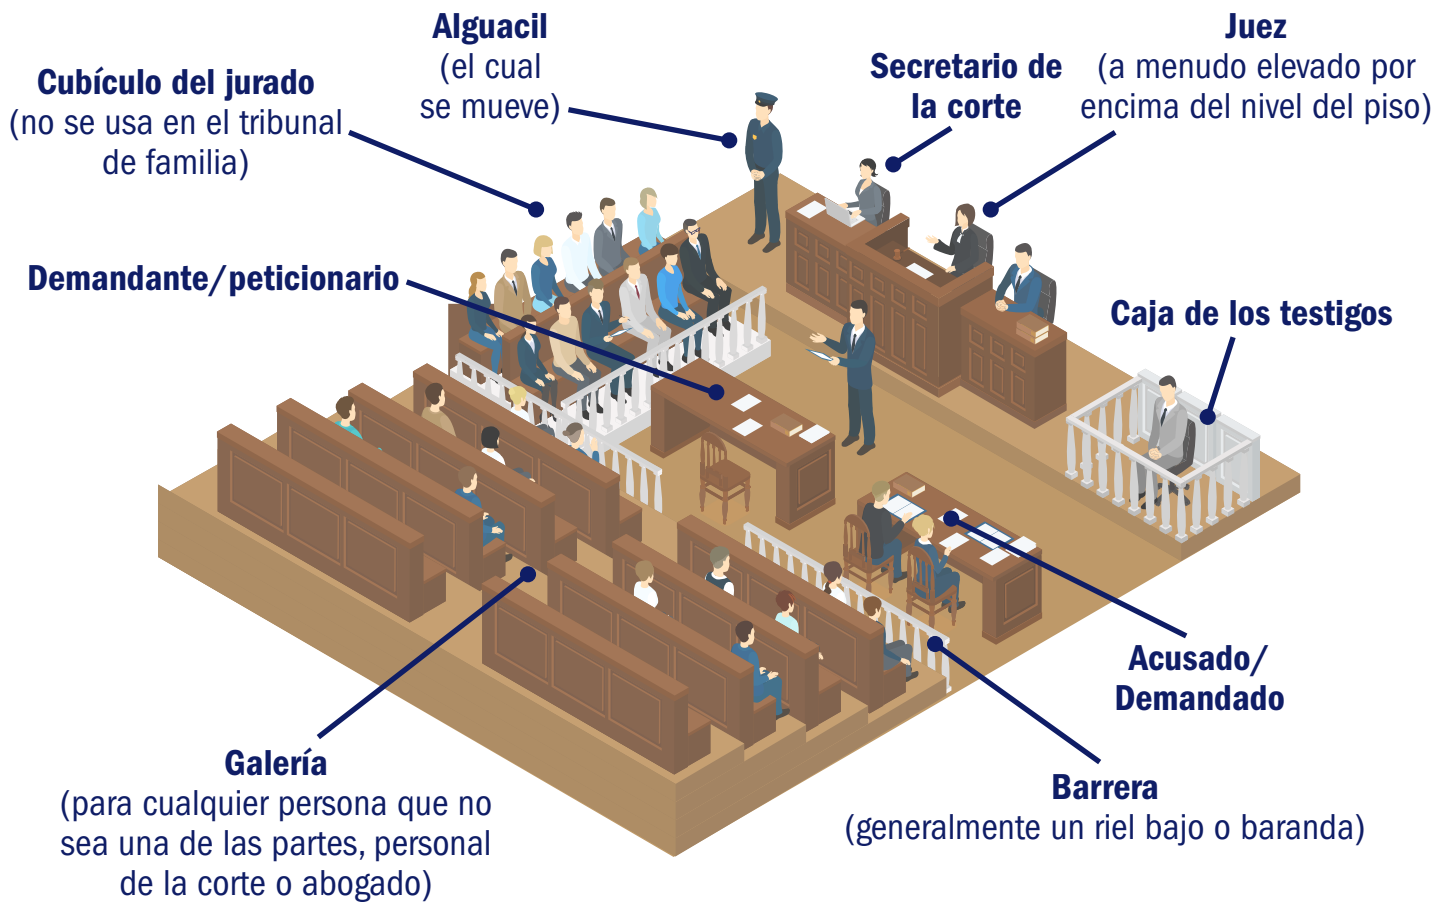 Alguacil
(el cual
se mueve)
Juez
(a menudo elevado por
encima del nivel del piso)
Secretario de
la corte
Cubículo del jurado
(no se usa en el tribunal
de familia)
Demandante/peticionario
Caja de los testigos
Acusado/
Demandado
Galería
(para cualquier persona que no
sea una de las partes, personal
de la corte o abogado)
Barrera
(generalmente un riel bajo o baranda)